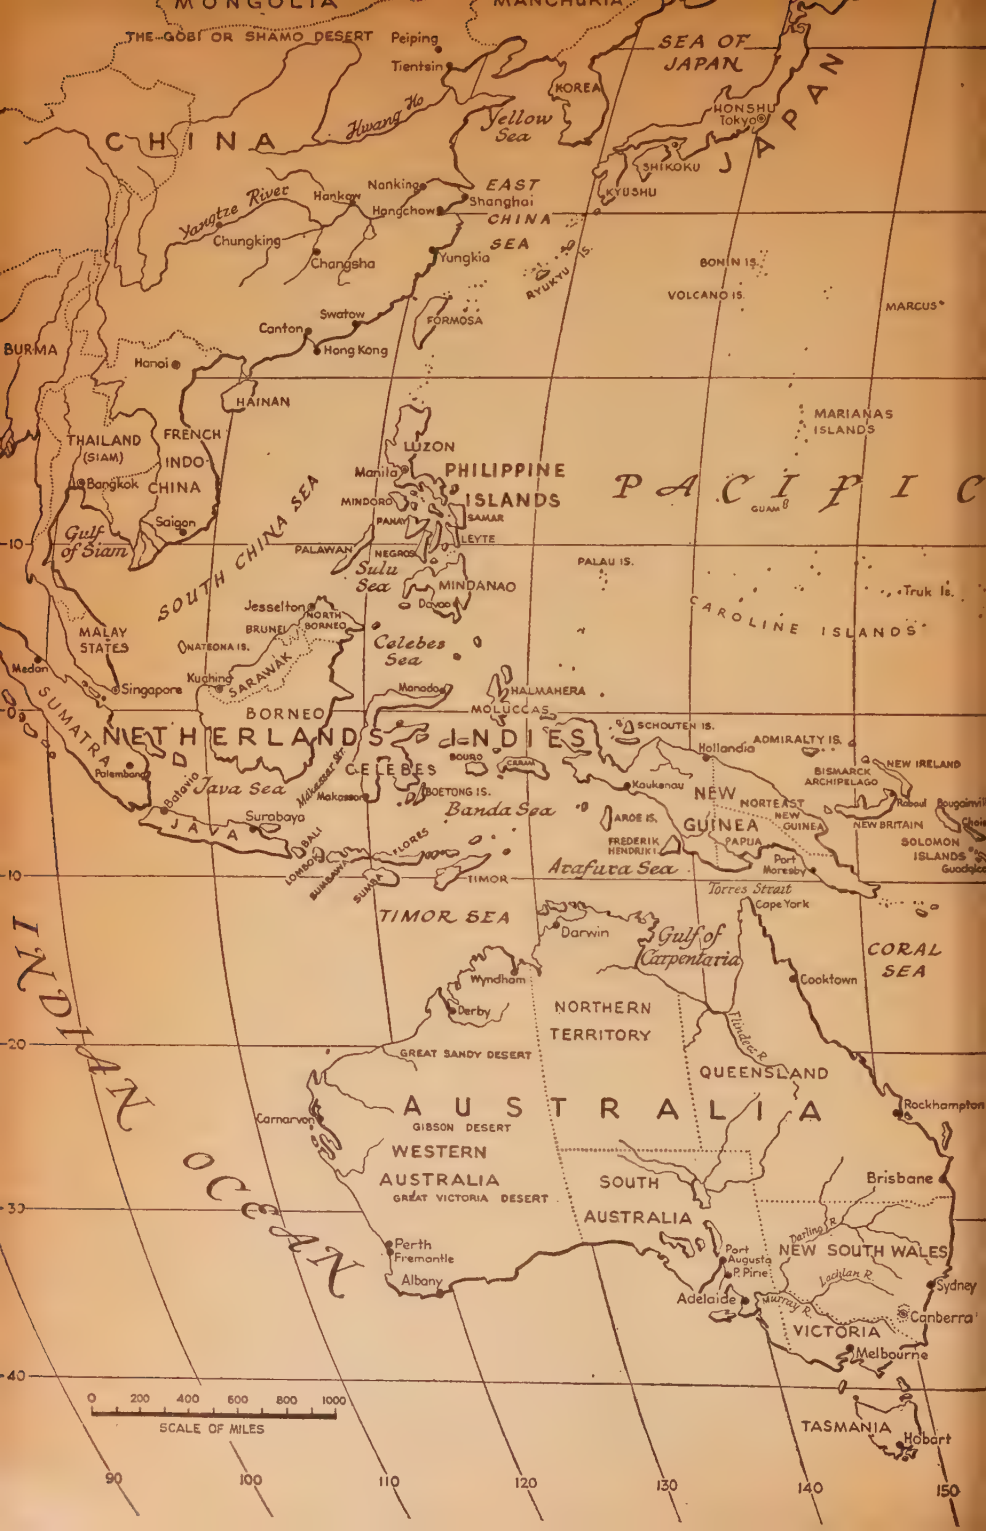 MONGOLIA
MANCHURIA
THE GOBI OR SHAMO DESERT
Peiping
SEA OF
JAPAN
Tientsin
KOREA
JAPAN
HONSHU
Tokyo
Hwang Ho
Yellow
Sea
CHINA
SHIKOKU
KYUSHU
Nanking
EAST
Yangtze River
Hankow
Shanghai
Hangchow
CHINA
Chungking
SEA
Changsha
Yungkia
BONIN IS.
RYUKYU IS.
VOLCANO IS.
MARCUS
Swatow
FORMOSA
Canton
BURMA
Hong Kong
Hanoi
HAINAN
MARIANAS
ISLANDS
THAILAND
(SIAM)
FRENCH
INDO
CHINA
LUZON
Manila
PHILIPPINE
ISLANDS
Bangkok
PACIFIC
MINDORO
GUAM
SOUTH CHINA SEA
PANAY
SAMAR
Saigon
Gulf
of Siam
LEYTE
10
PALAWAN
NEGROS
PALAU IS.
Sulu
Sea
MINDANAO
Truk Is.
Davao
Jesselton
NORTH
BORNEO
CAROLINE ISLANDS
BRUNEI
MALAY
STATES
NATEONA IS.
Celebes
Sea
Medan
SARAWAK
Kuching
Singapore
Manado
HALMAHERA
SUMATRA
0
MOLUCCAS
BORNEO
SCHOUTEN IS.
NETHERLANDS INDIES
Hollandia
ADMIRALTY IS.
BOURO
CERAM
NEW IRELAND
Palembang
CELEBES
BISMARCK
ARCHIPELAGO
Makassar Str.
Java Sea
Kaukenau
NEW
GUINEA
Batavia
Makassar
BOETONG IS.
NORTEAST
NEW
GUINEA
Raboul
Bougainvil
Banda Sea
Surabaya
AROE IS.
NEW BRITAIN
Choi
JAVA
BALI
FREDERIK
HENDRIK I.
PAPUA
SOLOMON
ISLANDS
LOMBOK
FLORES
Port
Moresby
Guadalca
SUMBAWA
SUMBA
Arafura Sea
10
TIMOR
Torres Strait
Cape York
TIMOR SEA
INDIAN OCEAN
Darwin
Gulf of
Carpentaria
CORAL
SEA
Wyndham
Cooktown
Derby
NORTHERN
TERRITORY
Flinders R.
20
GREAT SANDY DESERT
QUEENSLAND
AUSTRALIA
Rockhampton
Carnarvon
GIBSON DESERT
WESTERN
AUSTRALIA
SOUTH
AUSTRALIA
Brisbane
GREAT VICTORIA DESERT
30
Darling R.
Perth
Fremantle
Port
Augusta
P. Pirie
NEW SOUTH WALES
Lachlan R.
Albany
Sydney
Adelaide
Murray R.
Canberra
VICTORIA
Melbourne
40
0 200 400 600 800 1000
SCALE OF MILES
TASMANIA
Hobart
90 100 110 120 130 140 150